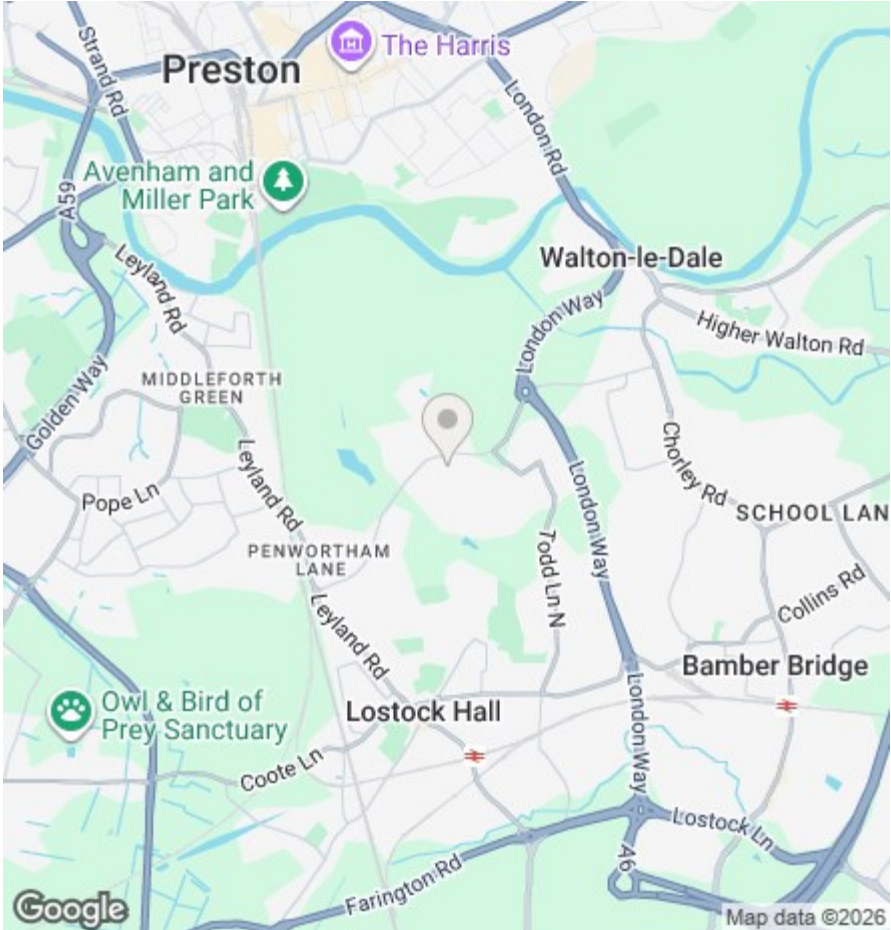 Strand Rd
The Harris
Preston
London Rd
Avenham and
Miller Park
A59
Leyland Rd
Walton-le-Dale
London Way
Higher Walton Rd
MIDDLEFORTH
GREEN
Golden Way
Leyland Rd
Chorley Rd
Pope Ln
London Way
SCHOOL LAN
PENWORTHAM
LANE
Todd Ln N
Collins Rd
Leyland Rd
Bamber Bridge
Owl & Bird of
Prey Sanctuary
Lostock Hall
London Way
Coote Ln
Lostock Ln
A6
Farington Rd
Google
Map data ©2026